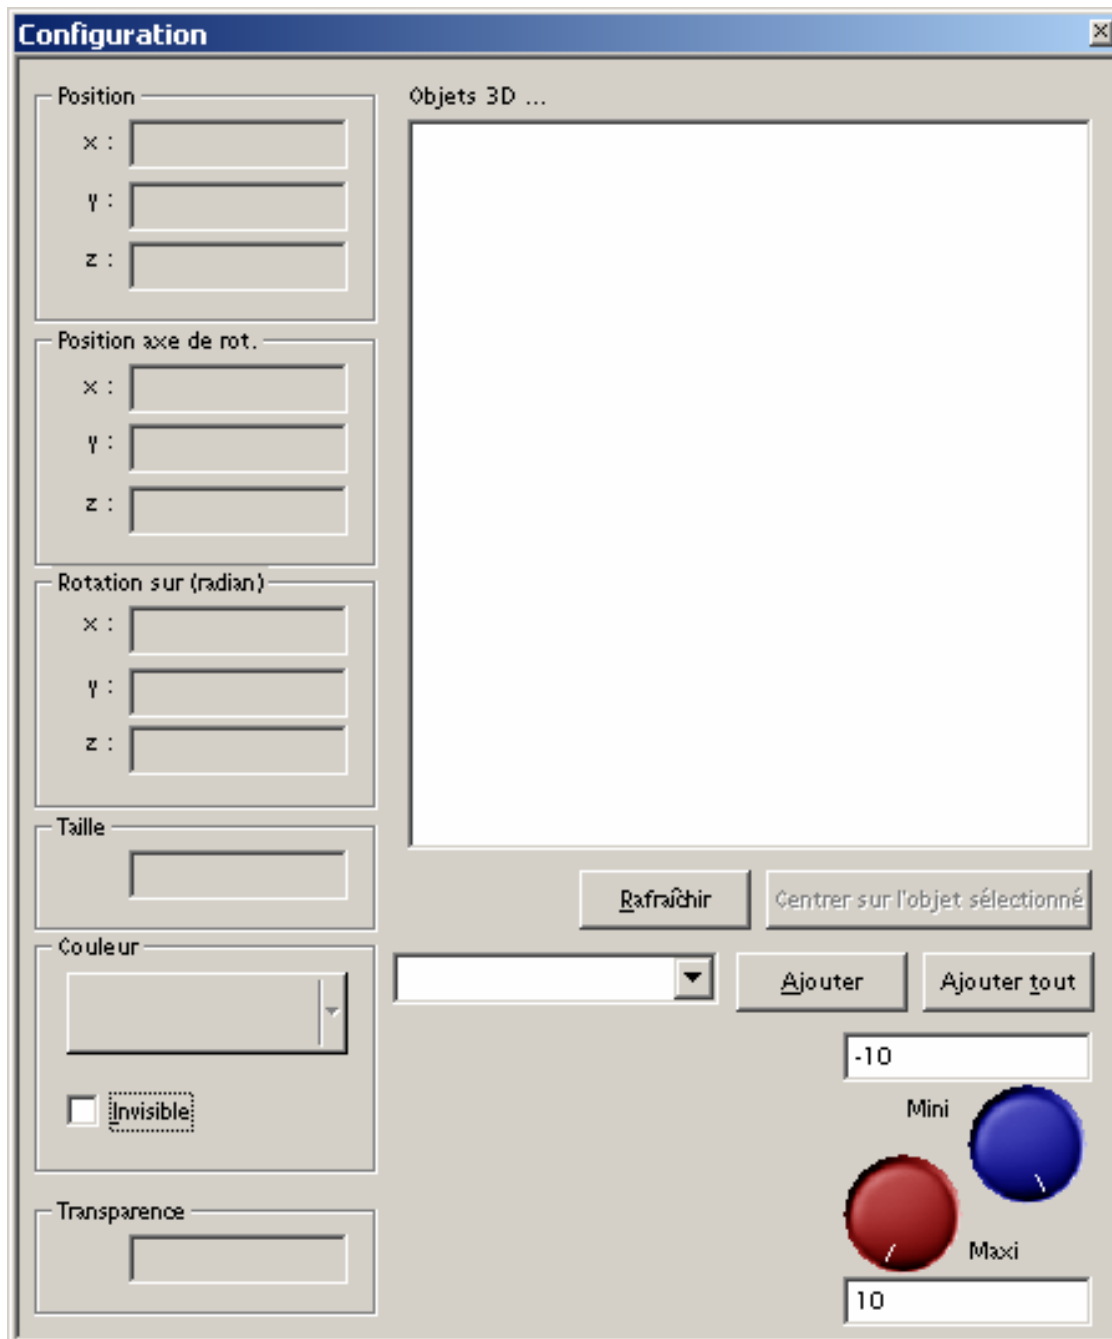 Configuration
Position
x :
y :
z :
Position axe de rot.
x :
y :
z :
Rotation sur (radian)
x :
y :
z :
Taille
Couleur
Invisible
Transparence
Objets 3D ...
Rafraîchir
Centrer sur l'objet sélectionné
Ajouter
Ajouter tout
-10
Mini
Maxi
10